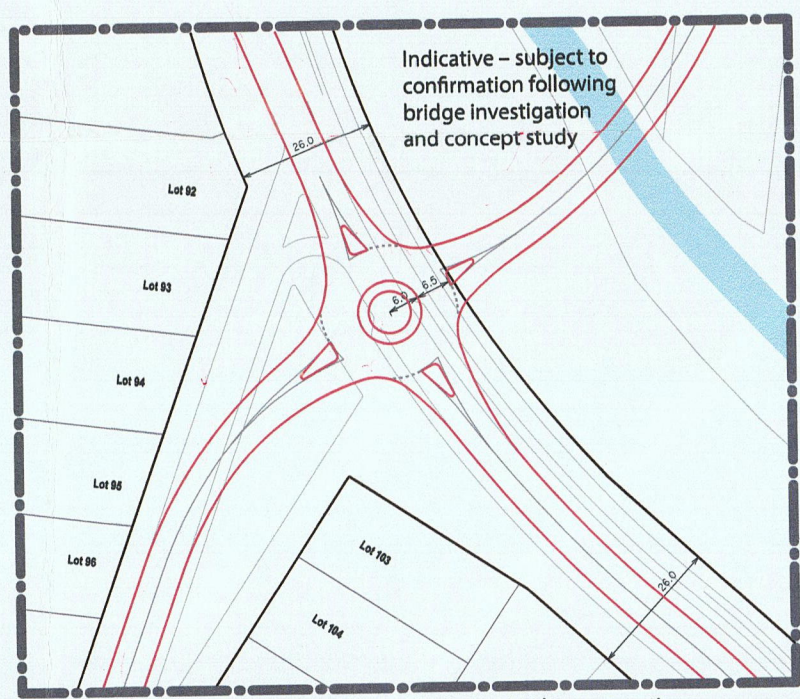 Indicative – subject to
confirmation following
bridge investigation
and concept study
26.0
Lot 92
Lot 93
6.0
6.5
Lot 94
Lot 95
Lot 96
Lot 103
Lot 104
26.0